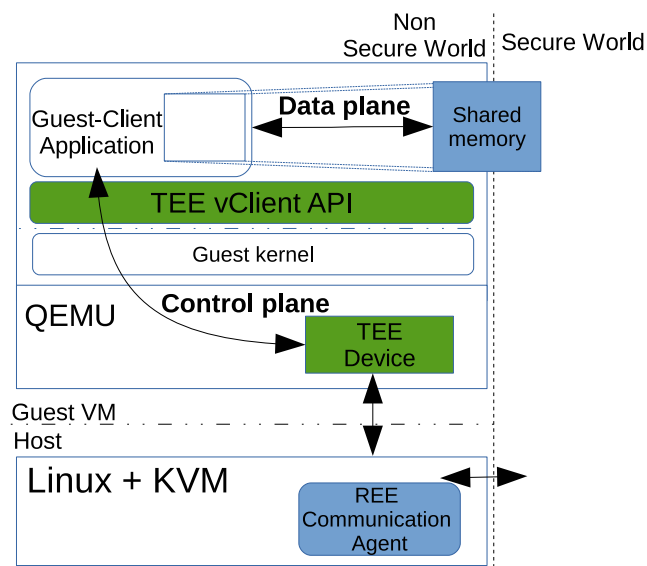 Non
Secure World
Secure World
Guest-Client
Application
Data plane
Shared
memory
TEE vClient API
Guest kernel
Control plane
QEMU
TEE
Device
Guest VM
Host
Linux + KVM
REE
Communication
Agent